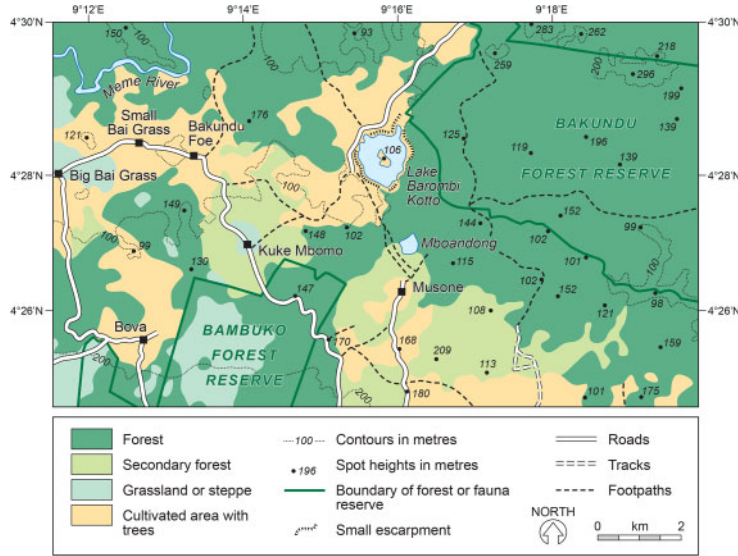 9°12'E
9°14'
9°16'
9°18'E
4°30'N
4°30'N
150
100
93
283
262
218
259
200
296
199
Meme River
176
Small
Bai Grass
Bakundu
Foe
121
106
125
119
BAKUNDU
196
139
139
4°28'N
4°28'N
Big Bai Grass
100
Lake
Barombi
Kotto
FOREST RESERVE
149
148
102
144
152
102
99
100
99
Kuke Mbomo
Mboandong
100
130
115
101
147
Musone
102
152
98
4°26'N
4°26'N
108
121
Bova
BAMBUKO
FOREST
RESERVE
170
168
209
113
159
200
200
180
101
175
Forest
Secondary forest
Grassland or steppe
Cultivated area with
trees
100
Contours in metres
196
Spot heights in metres
Boundary of forest or fauna
reserve
Small escarpment
Roads
Tracks
Footpaths
NORTH
0 km 2